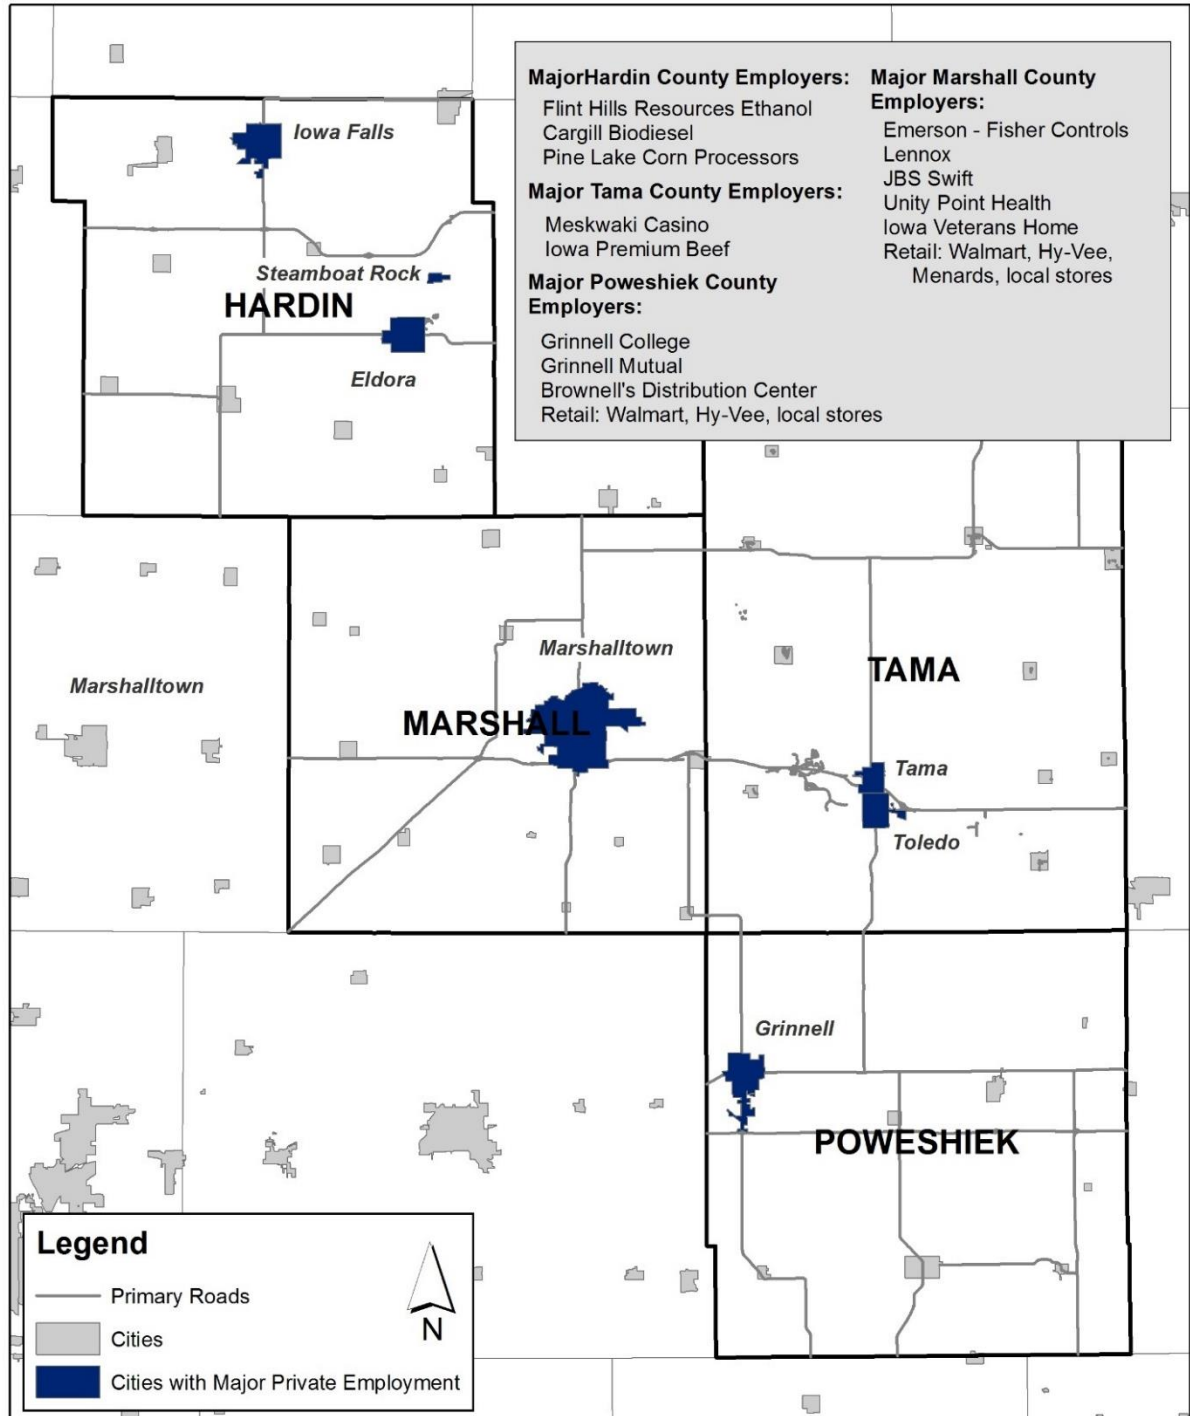 MajorHardin County Employers:
Flint Hills Resources Ethanol
Cargill Biodiesel
Pine Lake Corn Processors
Major Tama County Employers:
Meskwaki Casino
Iowa Premium Beef
Major Poweshiek County
Employers:
Grinnell College
Grinnell Mutual
Brownell's Distribution Center
Retail: Walmart, Hy-Vee, local stores
Major Marshall County
Employers:
Emerson - Fisher Controls
Lennox
JBS Swift
Unity Point Health
Iowa Veterans Home
Retail: Walmart, Hy-Vee,
Menards, local stores
Iowa Falls
Steamboat Rock
HARDIN
Eldora
Marshalltown
Marshalltown
MARSHALL
TAMA
Tama
Toledo
Grinnell
POWESHIEK
Legend
Primary Roads
Cities
Cities with Major Private Employment
N